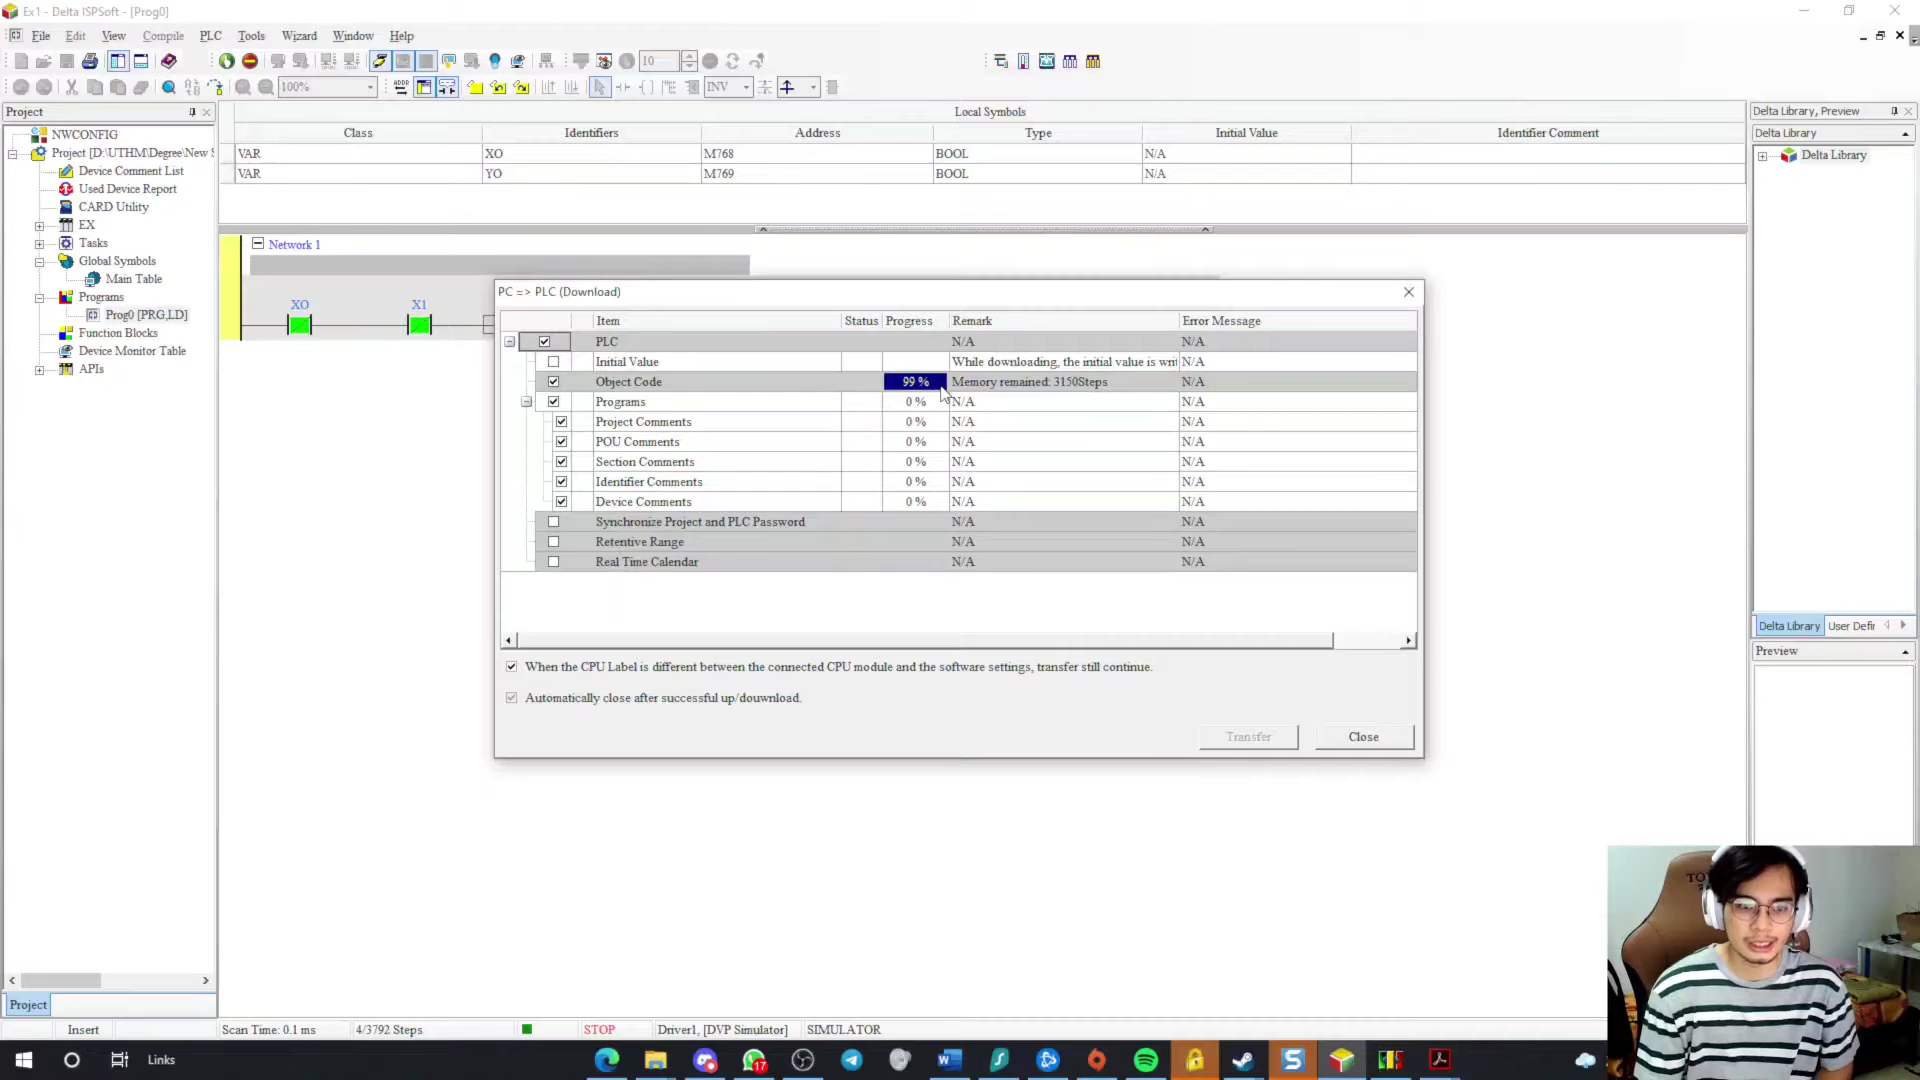 Ex1 - Delta ISPSoft - [Prog0]
File Edit View Compile PLC Tools Wizard Window Help
10
100%
INV
Project
NWCONFIG
Project [D:\UTHM\Degree\New S
Device Comment List
Used Device Report
CARD Utility
EX
Tasks
Global Symbols
Main Table
Programs
Prog0 [PRG,LD]
Function Blocks
Device Monitor Table
APIs
Project
Local Symbols
Class Identifiers Address Type Initial Value Identifier Comment
VAR XO M768 BOOL N/A
VAR YO M769 BOOL N/A
Network 1
XO X1
PC => PLC (Download)
Item Status Progress Remark Error Message
PLC N/A
Initial Value While downloading, the initial value is writ N/A
Object Code 99 % Memory remained: 3150Steps N/A
Programs 0 % N/A
Project Comments 0 % N/A N/A
POU Comments 0 % N/A N/A
Section Comments 0 % N/A N/A
Identifier Comments 0 % N/A N/A
Device Comments 0 % N/A N/A
Synchronize Project and PLC Password N/A N/A
Retentive Range N/A N/A
Real Time Calendar N/A N/A
When the CPU Label is different between the connected CPU module and the software settings, transfer still continue.
Automatically close after successful up/douwnload.
Transfer Close
Delta Library, Preview
Delta Library
Delta Library
Delta Library User Defin
Preview
Insert Scan Time: 0.1 ms 4/3792 Steps STOP Driver1, [DVP Simulator] SIMULATOR
Links
17